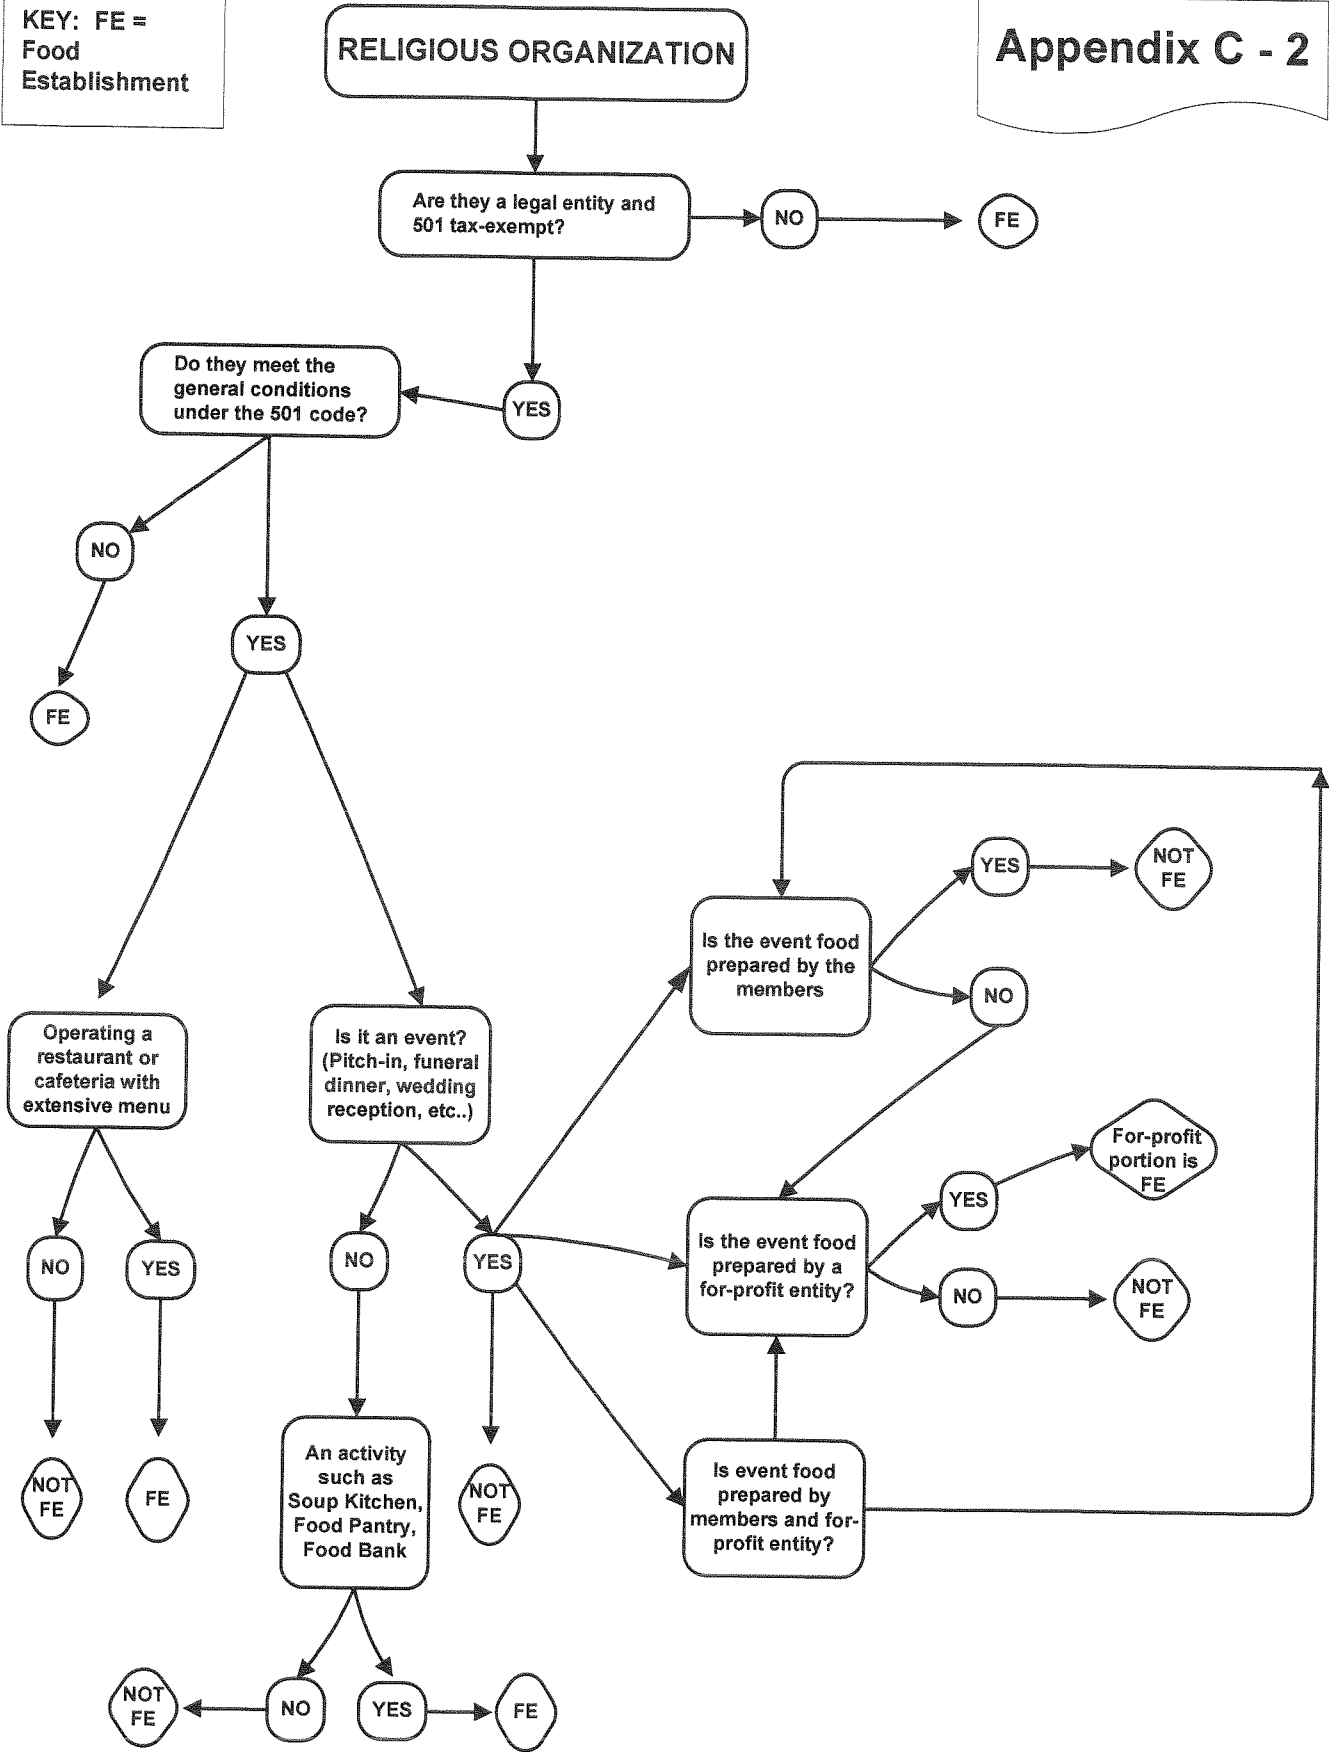 KEY: FE =
Food
Establishment
RELIGIOUS ORGANIZATION
Appendix C - 2
Are they a legal entity and
501 tax-exempt?
NO
FE
YES
Do they meet the
general conditions
under the 501 code?
NO
FE
YES
Operating a
restaurant or
cafeteria with
extensive menu
NO
YES
NOT
FE
FE
Is it an event?
(Pitch-in, funeral
dinner, wedding
reception, etc..)
NO
YES
NOT
FE
An activity
such as
Soup Kitchen,
Food Pantry,
Food Bank
NO
NOT
FE
YES
FE
Is the event food
prepared by the
members
YES
NOT
FE
NO
Is the event food
prepared by a
for-profit entity?
YES
For-profit
portion is
FE
NO
NOT
FE
Is event food
prepared by
members and for-
profit entity?